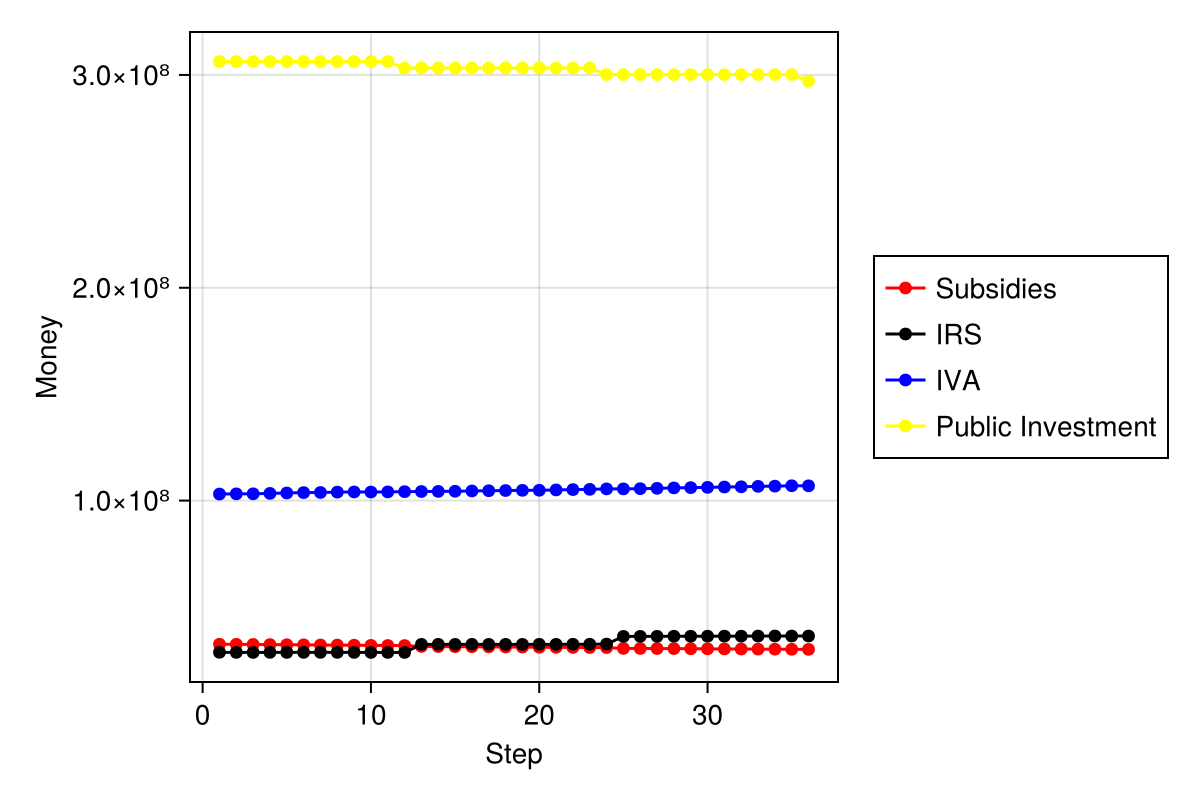 3.0×10⁸
2.0×10⁸
1.0×10⁸
Money
0 10 20 30
Step
Subsidies
IRS
IVA
Public Investment